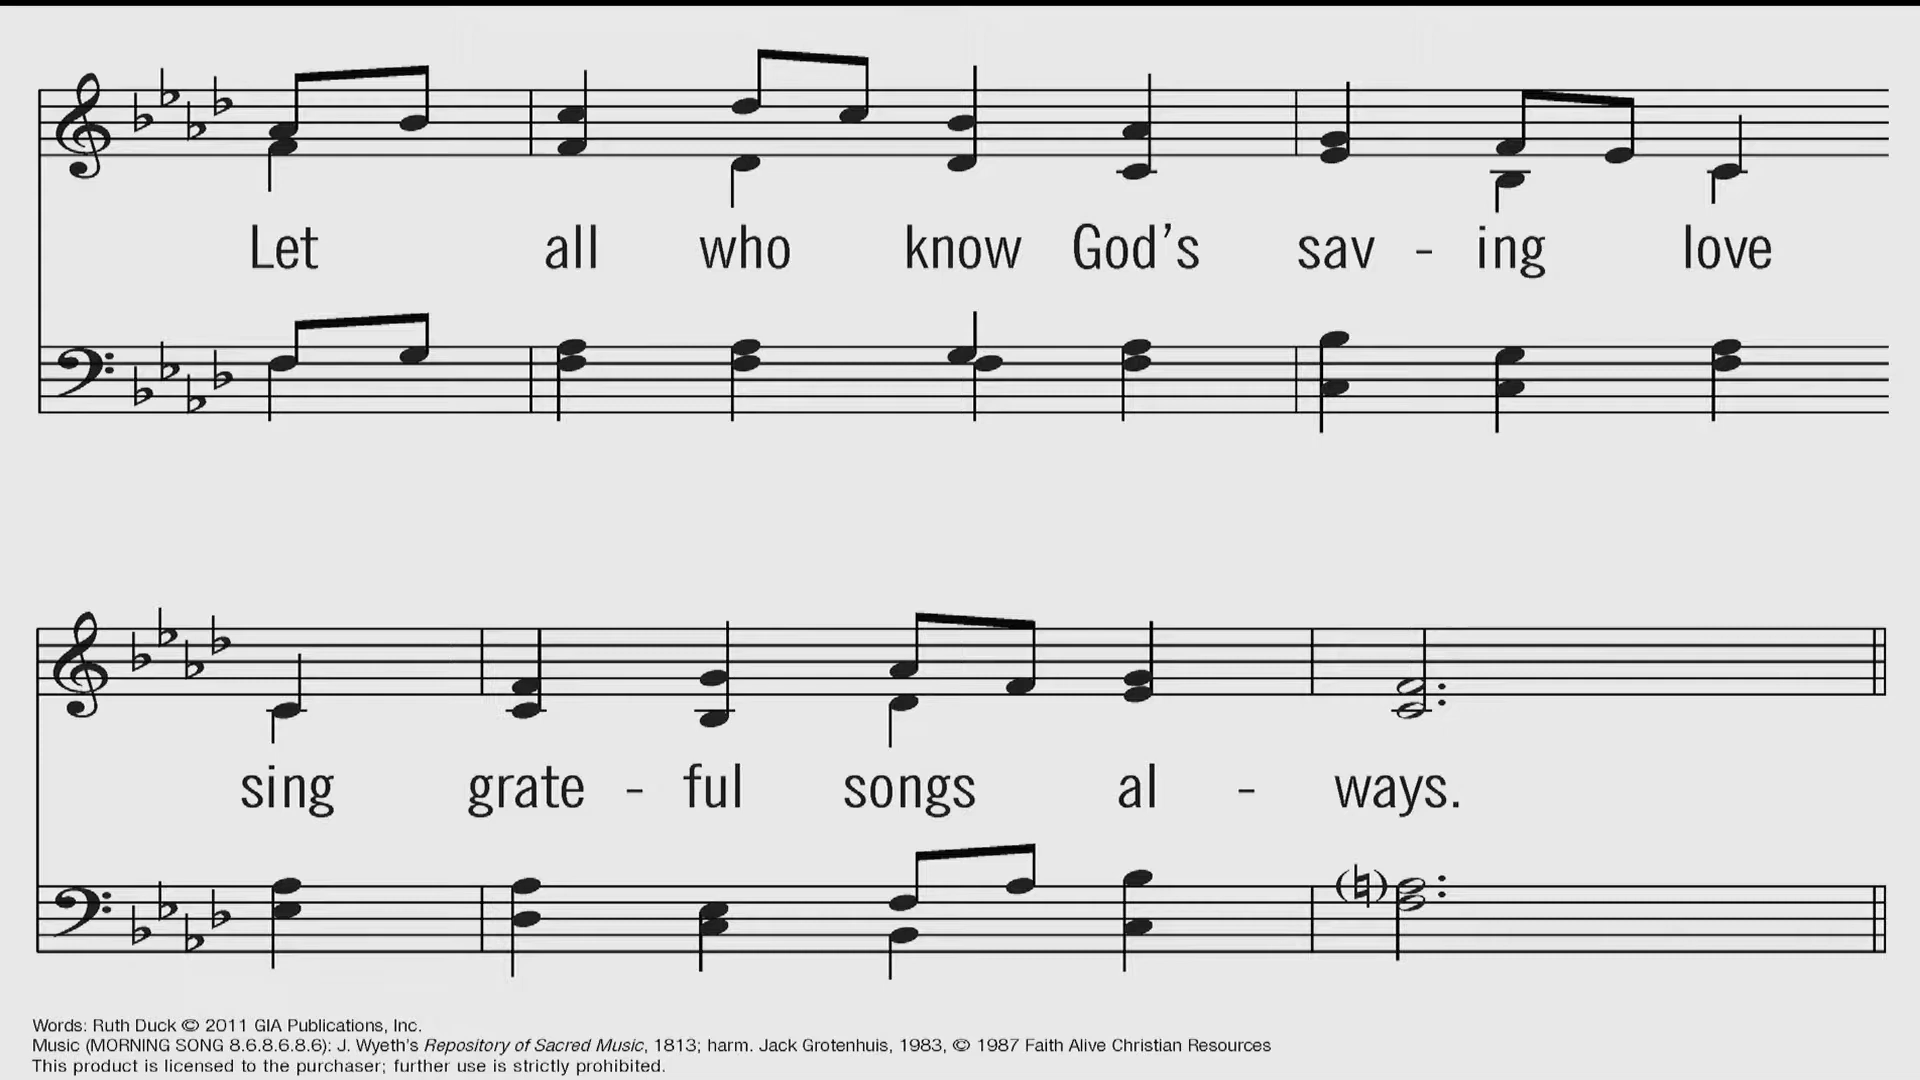 Let all who know God’s sav - ing love
sing grate - ful songs al - ways.
Words: Ruth Duck © 2011 GIA Publications, Inc.
Music (MORNING SONG 8.6.8.6.8.6): J. Wyeth’s Repository of Sacred Music, 1813; harm. Jack Grotenhuis, 1983, © 1987 Faith Alive Christian Resources
This product is licensed to the purchaser; further use is strictly prohibited.